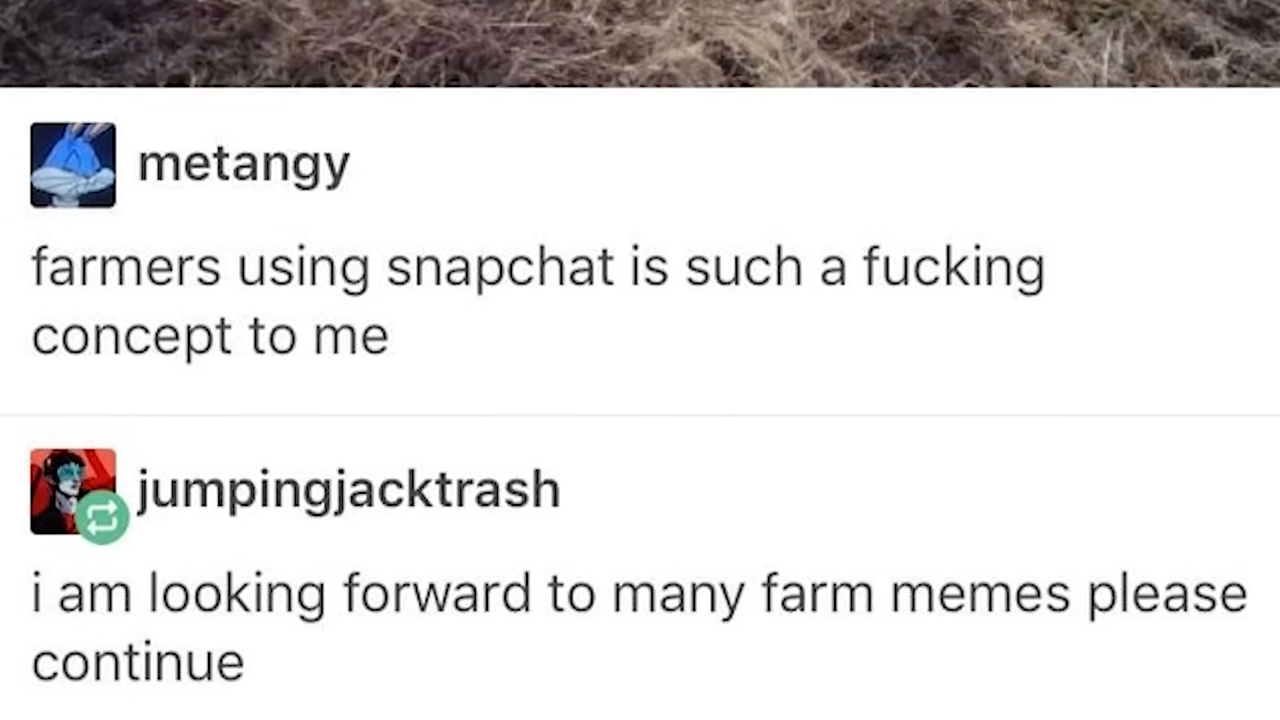 metangy
farmers using snapchat is such a fucking
concept to me
jumpingjacktrash
i am looking forward to many farm memes please
continue